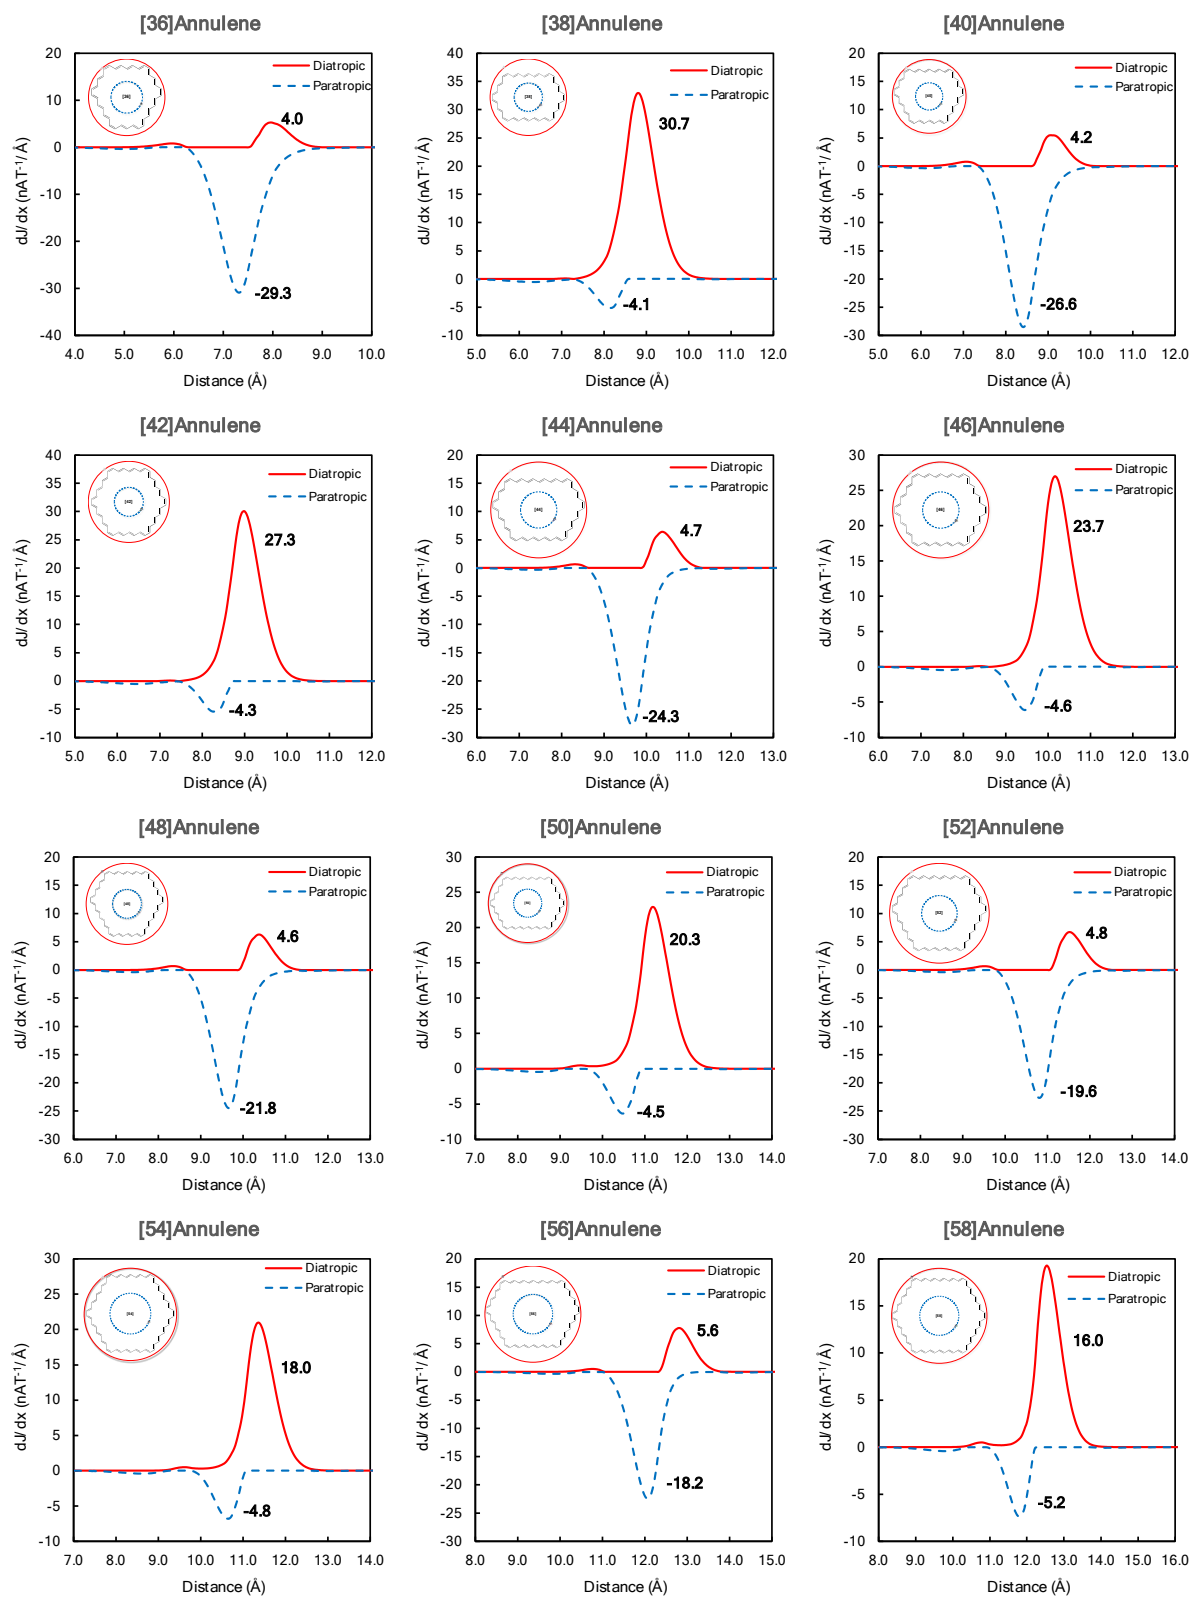 [36]Annulene
20
10
0
-10
-20
-30
-40
4.0 5.0 6.0 7.0 8.0 9.0 10.0
dJ/ dx (nAT⁻¹/ Å)
Distance (Å)
Diatropic
Paratropic
[36]
4.0
-29.3
[38]Annulene
40
35
30
25
20
15
10
5
0
-5
-10
5.0 6.0 7.0 8.0 9.0 10.0 11.0 12.0
dJ/ dx (nAT⁻¹/ Å)
Distance (Å)
Diatropic
Paratropic
[38]
30.7
-4.1
[40]Annulene
20
15
10
5
0
-5
-10
-15
-20
-25
-30
5.0 6.0 7.0 8.0 9.0 10.0 11.0 12.0
dJ/ dx (nAT⁻¹/ Å)
Distance (Å)
Diatropic
Paratropic
[40]
4.2
-26.6
[42]Annulene
40
35
30
25
20
15
10
5
0
-5
-10
5.0 6.0 7.0 8.0 9.0 10.0 11.0 12.0
dJ/ dx (nAT⁻¹/ Å)
Distance (Å)
Diatropic
Paratropic
[42]
27.3
-4.3
[44]Annulene
20
15
10
5
0
-5
-10
-15
-20
-25
-30
6.0 7.0 8.0 9.0 10.0 11.0 12.0 13.0
dJ/ dx (nAT⁻¹/ Å)
Distance (Å)
Diatropic
Paratropic
[44]
4.7
-24.3
[46]Annulene
30
25
20
15
10
5
0
-5
-10
6.0 7.0 8.0 9.0 10.0 11.0 12.0 13.0
dJ/ dx (nAT⁻¹/ Å)
Distance (Å)
Diatropic
Paratropic
[46]
23.7
-4.6
[48]Annulene
20
15
10
5
0
-5
-10
-15
-20
-25
-30
6.0 7.0 8.0 9.0 10.0 11.0 12.0 13.0
dJ/ dx (nAT⁻¹/ Å)
Distance (Å)
Diatropic
Paratropic
4.6
-21.8
[50]Annulene
30
25
20
15
10
5
0
-5
-10
7.0 8.0 9.0 10.0 11.0 12.0 13.0 14.0
dJ/ dx (nAT⁻¹/ Å)
Distance (Å)
Diatropic
Paratropic
20.3
-4.5
[52]Annulene
20
15
10
5
0
-5
-10
-15
-20
-25
-30
7.0 8.0 9.0 10.0 11.0 12.0 13.0 14.0
dJ/ dx (nAT⁻¹/ Å)
Distance (Å)
Diatropic
Paratropic
[52]
4.8
-19.6
[54]Annulene
30
25
20
15
10
5
0
-5
-10
7.0 8.0 9.0 10.0 11.0 12.0 13.0 14.0
dJ/ dx (nAT⁻¹/ Å)
Distance (Å)
Diatropic
Paratropic
[54]
18.0
-4.8
[56]Annulene
20
15
10
5
0
-5
-10
-15
-20
-25
-30
8.0 9.0 10.0 11.0 12.0 13.0 14.0 15.0
dJ/ dx (nAT⁻¹/ Å)
Distance (Å)
Diatropic
Paratropic
[56]
5.6
-18.2
[58]Annulene
20
15
10
5
0
-5
-10
8.0 9.0 10.0 11.0 12.0 13.0 14.0 15.0 16.0
dJ/ dx (nAT⁻¹/ Å)
Distance (Å)
Diatropic
Paratropic
16.0
-5.2